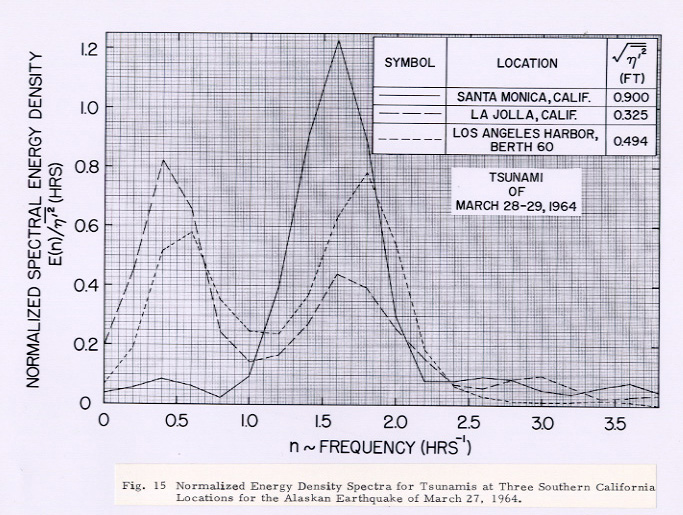 NORMALIZED SPECTRAL ENERGY DENSITY
E(n)/η'² (HRS)
1.2
1.0
0.8
0.6
0.4
0.2
0
SYMBOL LOCATION √η'² (FT)
SANTA MONICA, CALIF. 0.900
LA JOLLA, CALIF. 0.325
LOS ANGELES HARBOR,
BERTH 60 0.494
TSUNAMI
OF
MARCH 28-29, 1964
0 0.5 1.0 1.5 2.0 2.5 3.0 3.5
n ~ FREQUENCY (HRS⁻¹)
Fig. 15 Normalized Energy Density Spectra for Tsunamis at Three Southern California
Locations for the Alaskan Earthquake of March 27, 1964.